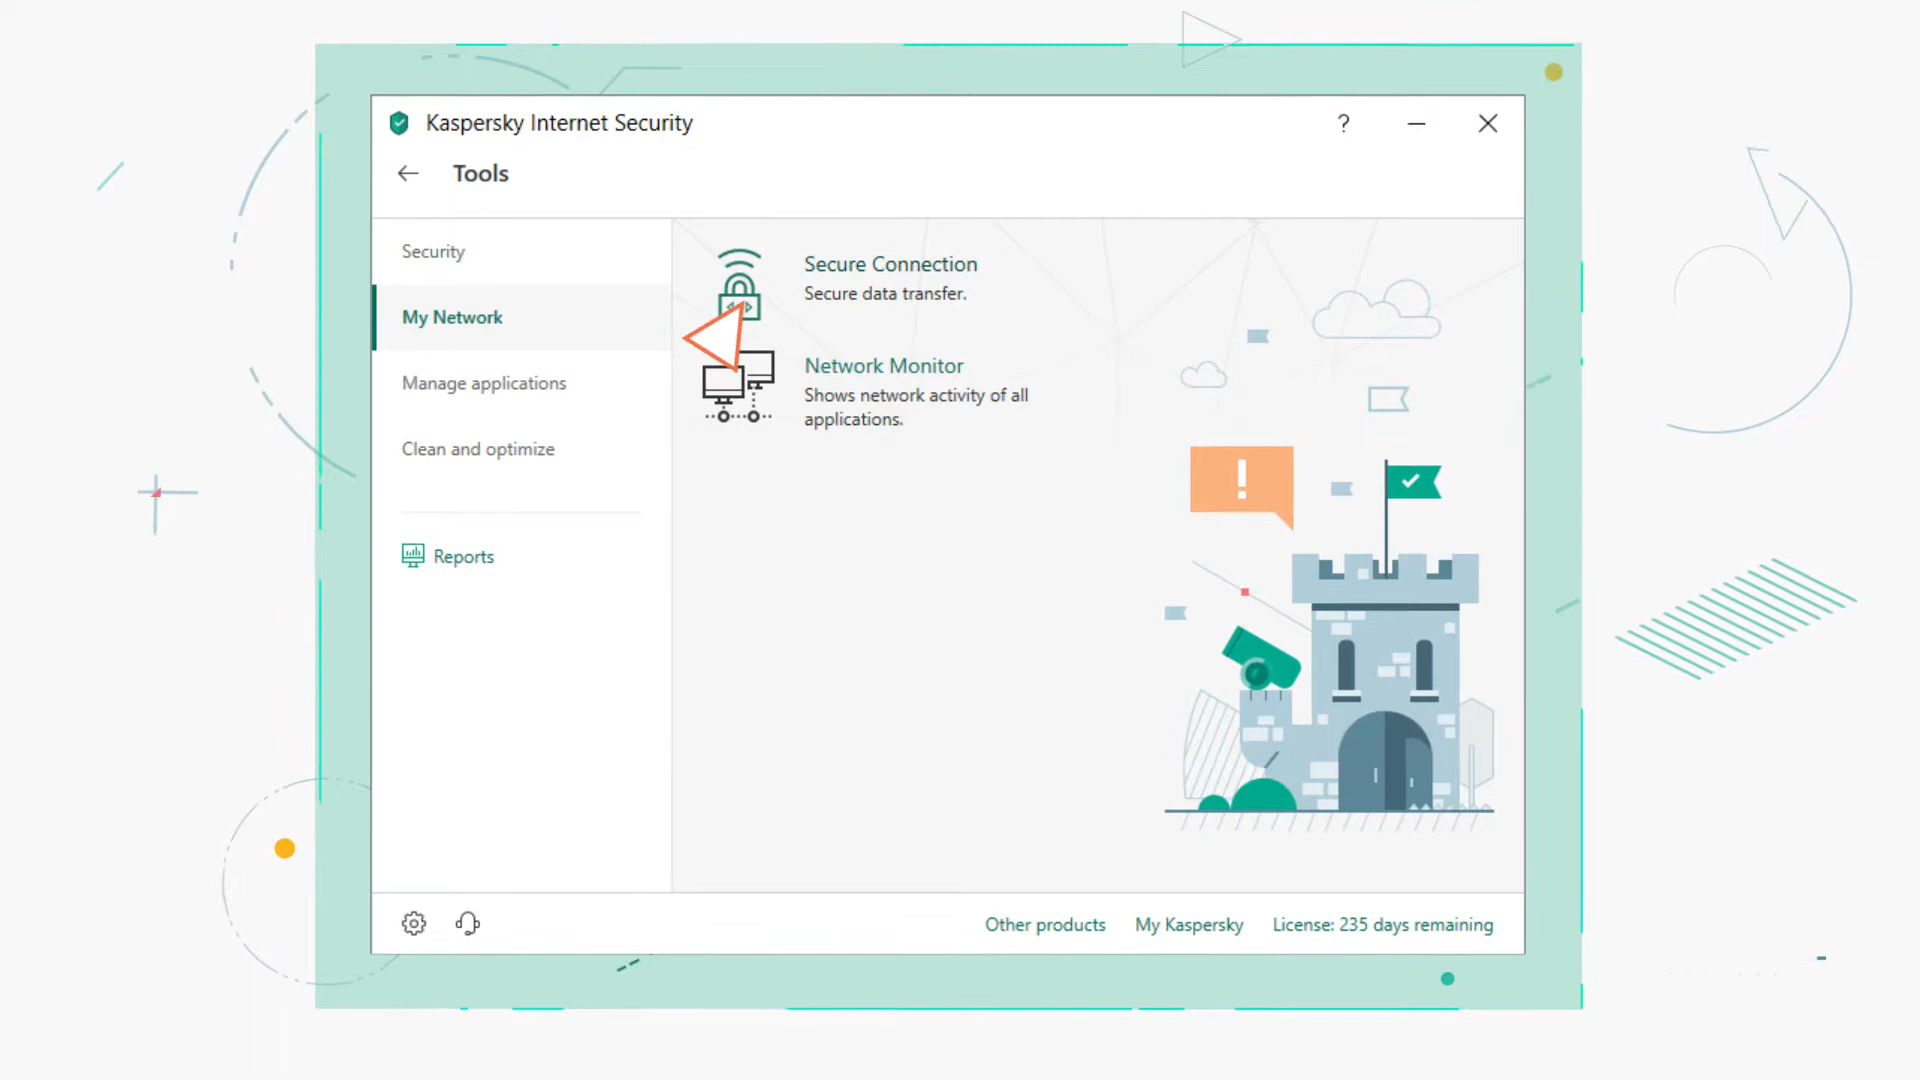 Kaspersky Internet Security
?
Tools
Security
My Network
Manage applications
Clean and optimize
Reports
Secure Connection
Secure data transfer.
Network Monitor
Shows network activity of all
applications.
!
Other products
My Kaspersky
License: 235 days remaining